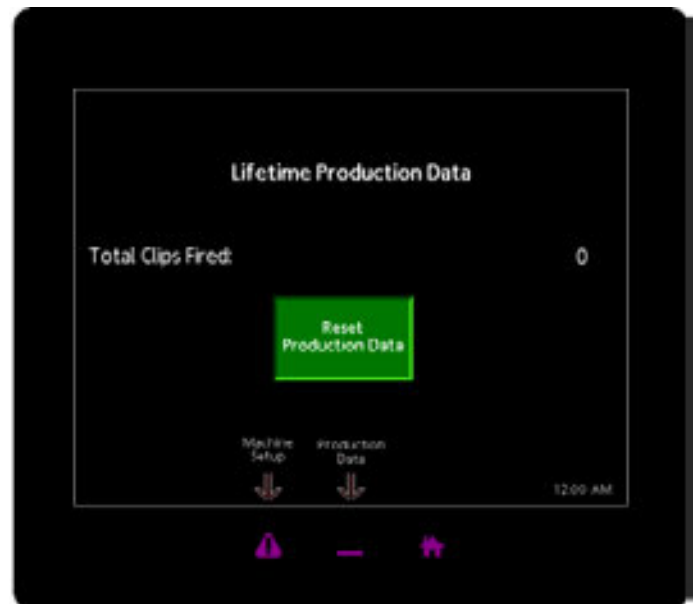 Lifetime Production Data
Total Clips Fired: 0
Reset
Production Data
Machine Production
Setup Data
12:00 AM